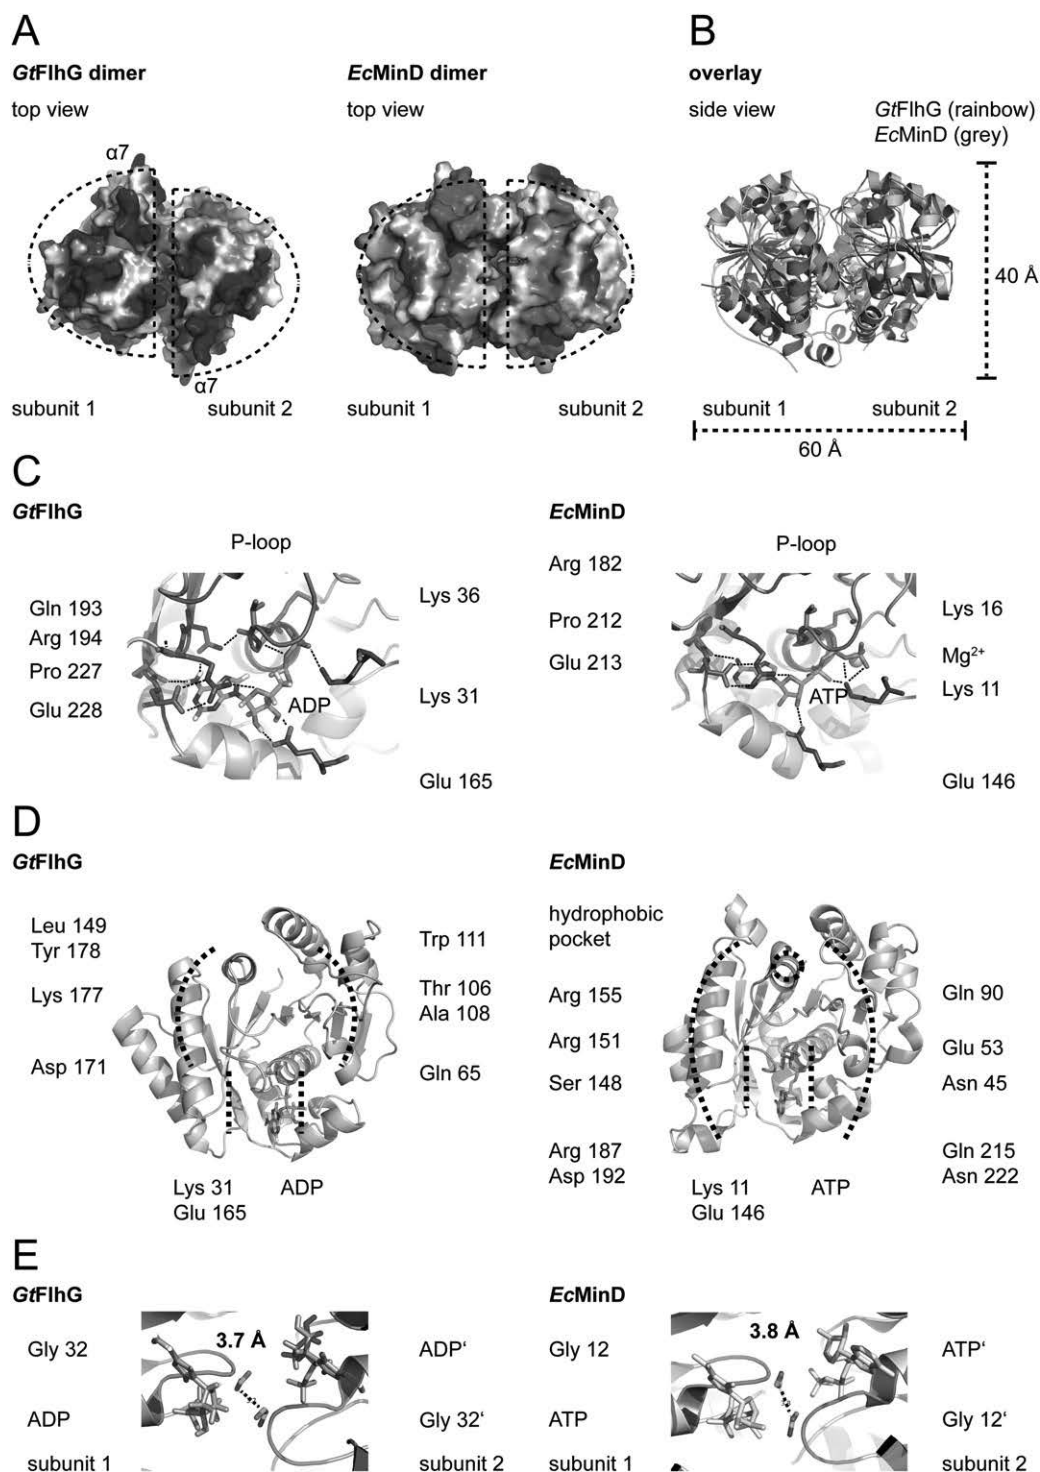 A
GtFlhG dimer
top view
α7
α7
subunit 1
subunit 2
EcMinD dimer
top view
subunit 1
subunit 2
B
overlay
side view
GtFlhG (rainbow)
EcMinD (grey)
40 Å
subunit 1
subunit 2
60 Å
C
GtFlhG
P-loop
Gln 193
Arg 194
Pro 227
Glu 228
ADP
Lys 36
Lys 31
Glu 165
EcMinD
P-loop
Arg 182
Pro 212
Glu 213
ATP
Lys 16
Mg²⁺
Lys 11
Glu 146
D
GtFlhG
Leu 149
Tyr 178
Lys 177
Asp 171
Trp 111
Thr 106
Ala 108
Gln 65
Lys 31
Glu 165
ADP
EcMinD
hydrophobic
pocket
Arg 155
Arg 151
Ser 148
Arg 187
Asp 192
Gln 90
Glu 53
Asn 45
Gln 215
Asn 222
Lys 11
Glu 146
ATP
E
GtFlhG
Gly 32
ADP
subunit 1
3.7 Å
ADP‘
Gly 32‘
subunit 2
EcMinD
Gly 12
ATP
subunit 1
3.8 Å
ATP‘
Gly 12‘
subunit 2